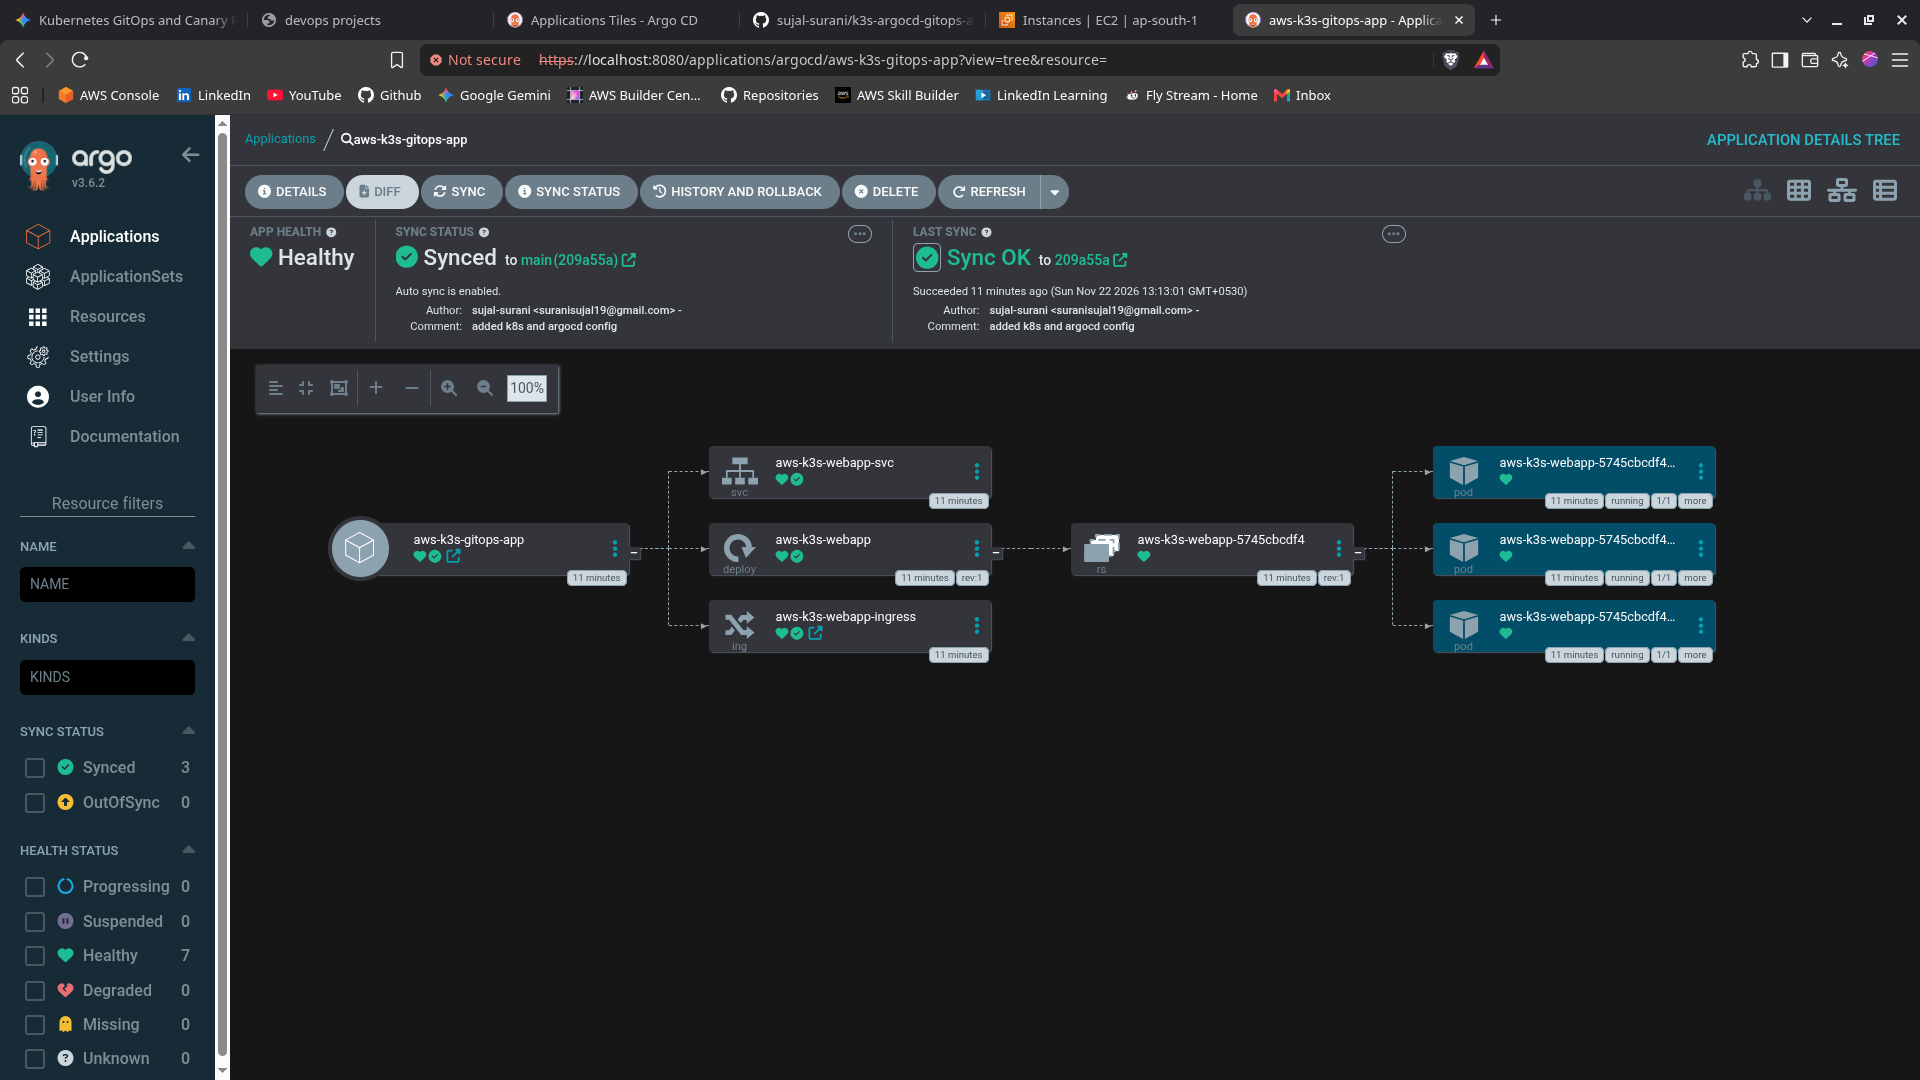 Kubernetes GitOps and Canary
devops projects
Applications Tiles - Argo CD
sujal-surani/k3s-argocd-gitops-a
Instances | EC2 | ap-south-1
aws-k3s-gitops-app - Applica
Not secure https://localhost:8080/applications/argocd/aws-k3s-gitops-app?view=tree&resource=
AWS Console LinkedIn YouTube Github Google Gemini AWS Builder Cen... Repositories AWS Skill Builder LinkedIn Learning Fly Stream - Home Inbox
argo
v3.6.2
Applications
ApplicationSets
Resources
Settings
User Info
Documentation
Resource filters
NAME
NAME
KINDS
KINDS
SYNC STATUS
Synced 3
OutOfSync 0
HEALTH STATUS
Progressing 0
Suspended 0
Healthy 7
Degraded 0
Missing 0
Unknown 0
Applications / aws-k3s-gitops-app
APPLICATION DETAILS TREE
DETAILS DIFF SYNC SYNC STATUS HISTORY AND ROLLBACK DELETE REFRESH
APP HEALTH
Healthy
SYNC STATUS
Synced to main (209a55a)
Auto sync is enabled.
Author: sujal-surani <suranisujal19@gmail.com> -
Comment: added k8s and argocd config
LAST SYNC
Sync OK to 209a55a
Succeeded 11 minutes ago (Sun Nov 22 2026 13:13:01 GMT+0530)
Author: sujal-surani <suranisujal19@gmail.com> -
Comment: added k8s and argocd config
100%
aws-k3s-gitops-app
11 minutes
aws-k3s-webapp-svc
svc
11 minutes
aws-k3s-webapp
deploy
11 minutes rev:1
aws-k3s-webapp-ingress
ing
11 minutes
aws-k3s-webapp-5745cbcdf4
rs
11 minutes rev:1
aws-k3s-webapp-5745cbcdf4...
pod
11 minutes running 1/1 more
aws-k3s-webapp-5745cbcdf4...
pod
11 minutes running 1/1 more
aws-k3s-webapp-5745cbcdf4...
pod
11 minutes running 1/1 more